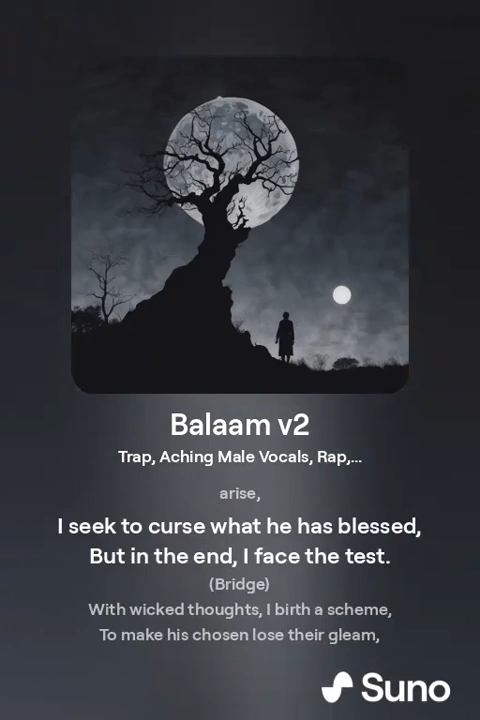 Balaam v2
Trap, Aching Male Vocals, Rap,...
arise,
I seek to curse what he has blessed,
But in the end, I face the test.
(Bridge)
With wicked thoughts, I birth a scheme,
To make his chosen lose their gleam,
Suno